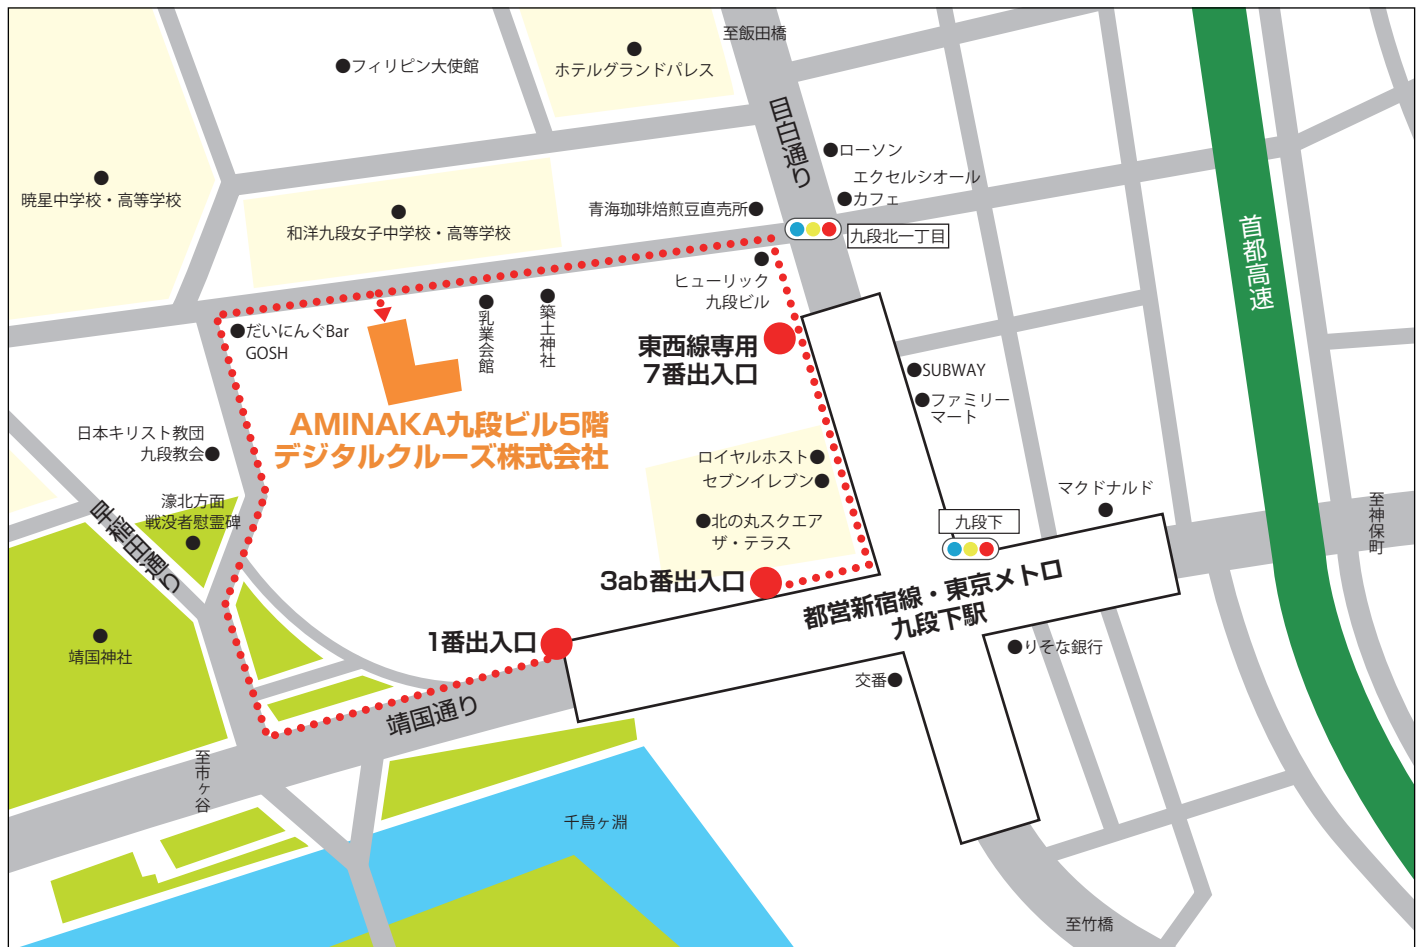 至飯田橋
ホテルグランドパレス
フィリピン大使館
目白通り
ローソン
エクセルシオール
カフェ
暁星中学校・高等学校
和洋九段女子中学校・高等学校
青海珈琲焙煎豆直売所
九段北一丁目
首都高速
ヒューリック
九段ビル
築土神社
乳業会館
だいにんぐBar
GOSH
東西線専用
7番出入口
SUBWAY
ファミリー
マート
AMINAKA九段ビル5階
デジタルクルーズ株式会社
日本キリスト教団
九段教会
ロイヤルホスト
セブンイレブン
マクドナルド
濠北方面
戦没者慰霊碑
早稲田通り
北の丸スクエア
ザ・テラス
九段下
至神保町
3ab番出入口
都営新宿線・東京メトロ
九段下駅
1番出入口
靖国神社
りそな銀行
交番
靖国通り
至市ヶ谷
千鳥ヶ淵
至竹橋